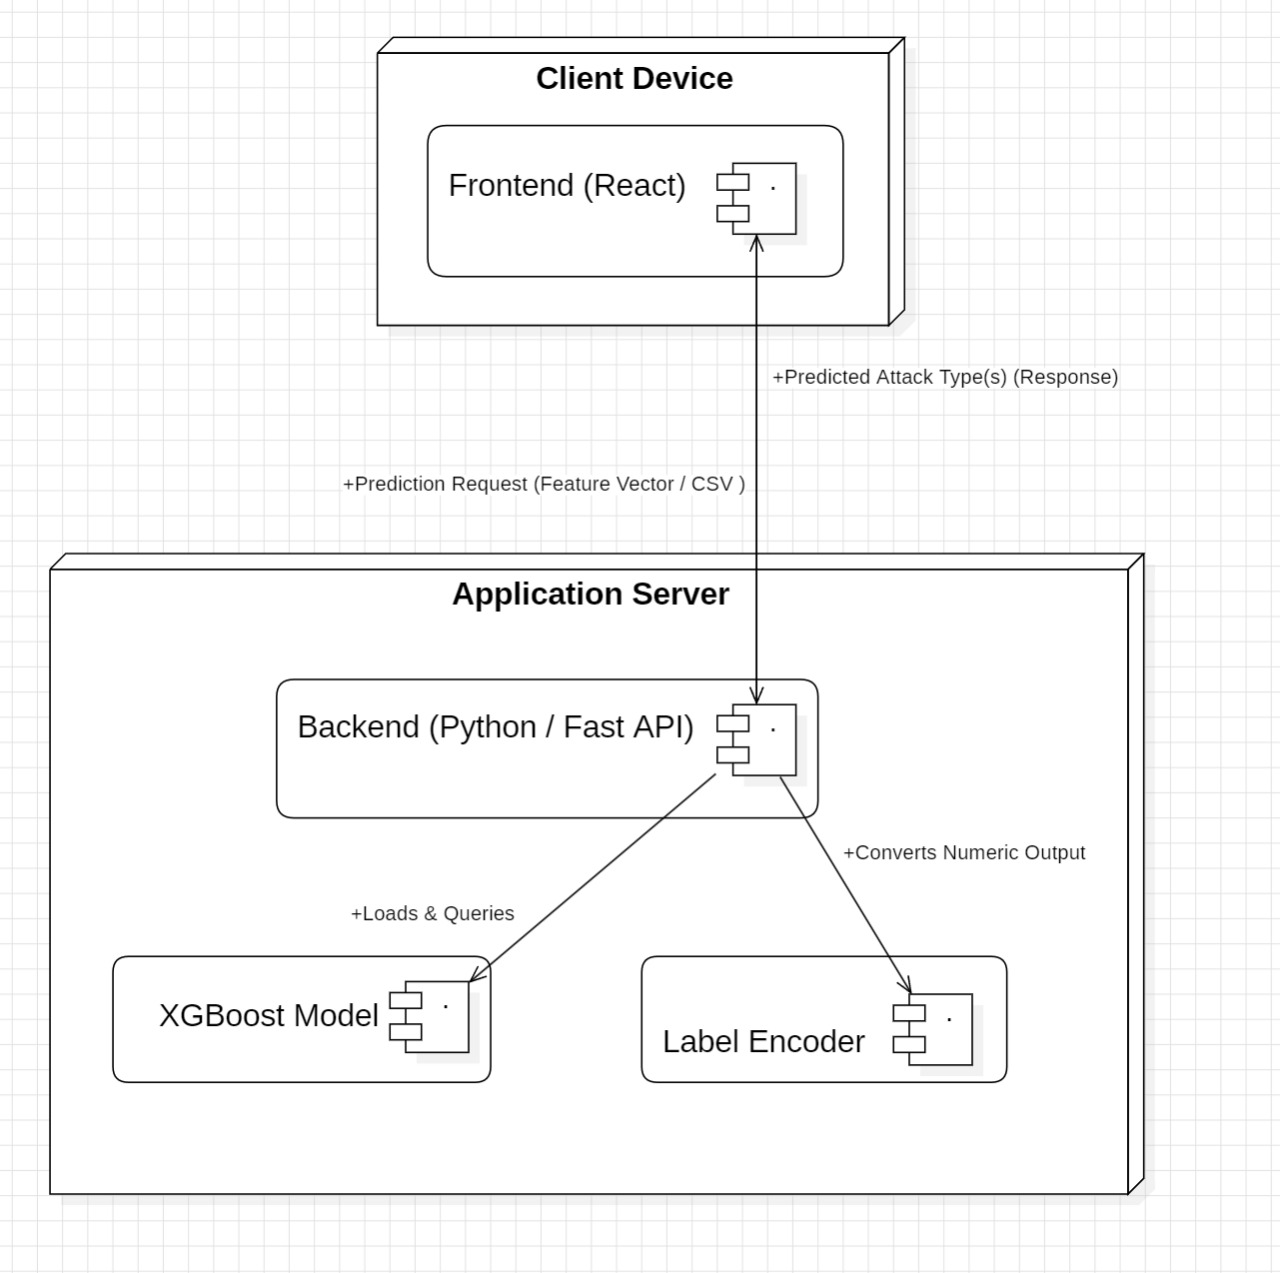 Client Device
Frontend (React)
+Predicted Attack Type(s) (Response)
+Prediction Request (Feature Vector / CSV )
Application Server
Backend (Python / Fast API)
+Converts Numeric Output
+Loads & Queries
XGBoost Model
Label Encoder